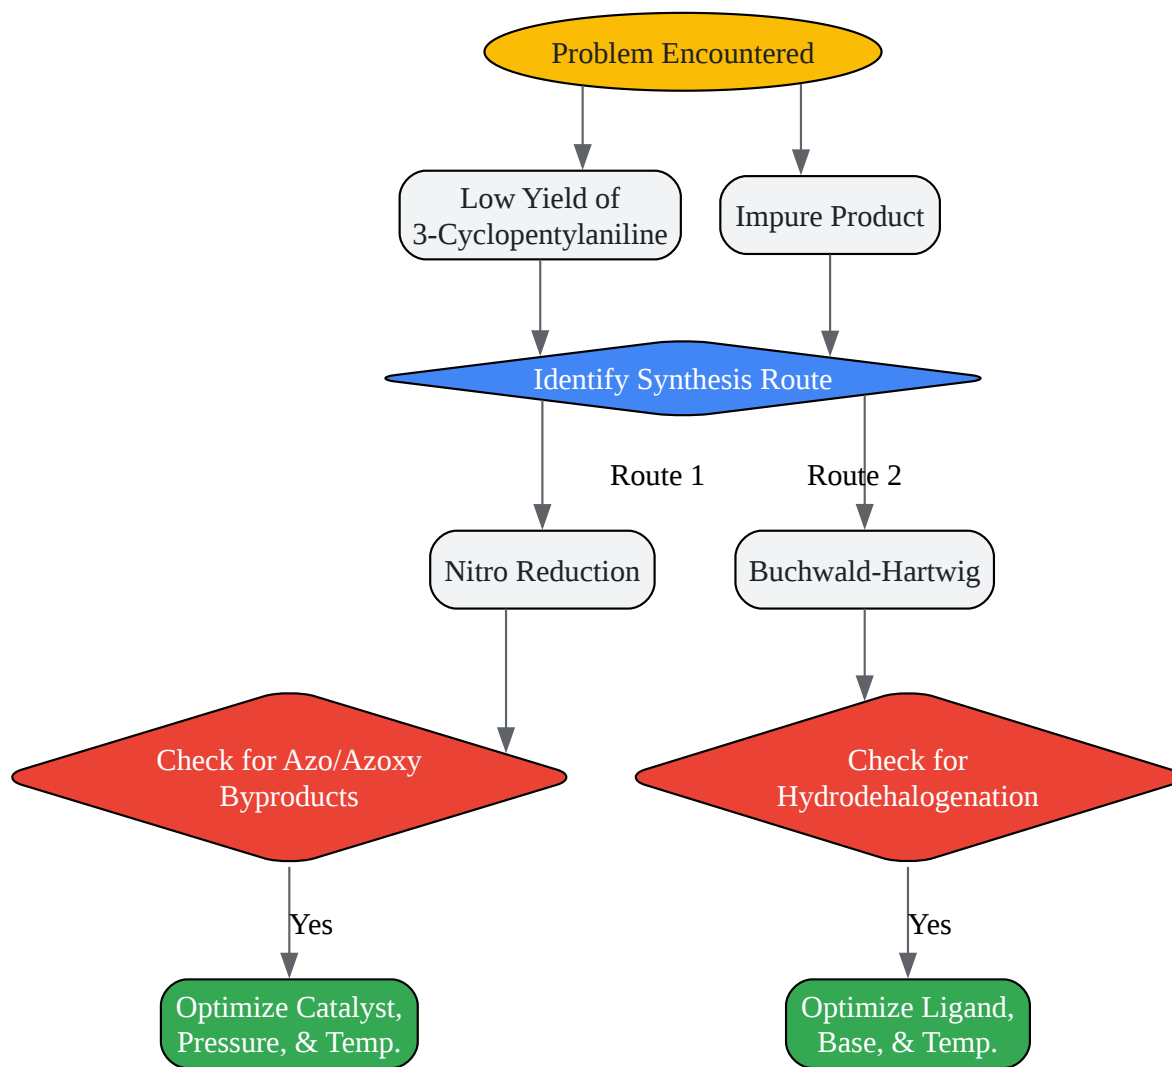 Problem Encountered
Low Yield of
3-Cyclopentylaniline
Impure Product
Identify Synthesis Route
Route 1
Route 2
Nitro Reduction
Buchwald-Hartwig
Check for Azo/Azoxy
Byproducts
Check for
Hydrodehalogenation
Yes
Yes
Optimize Catalyst,
Pressure, & Temp.
Optimize Ligand,
Base, & Temp.